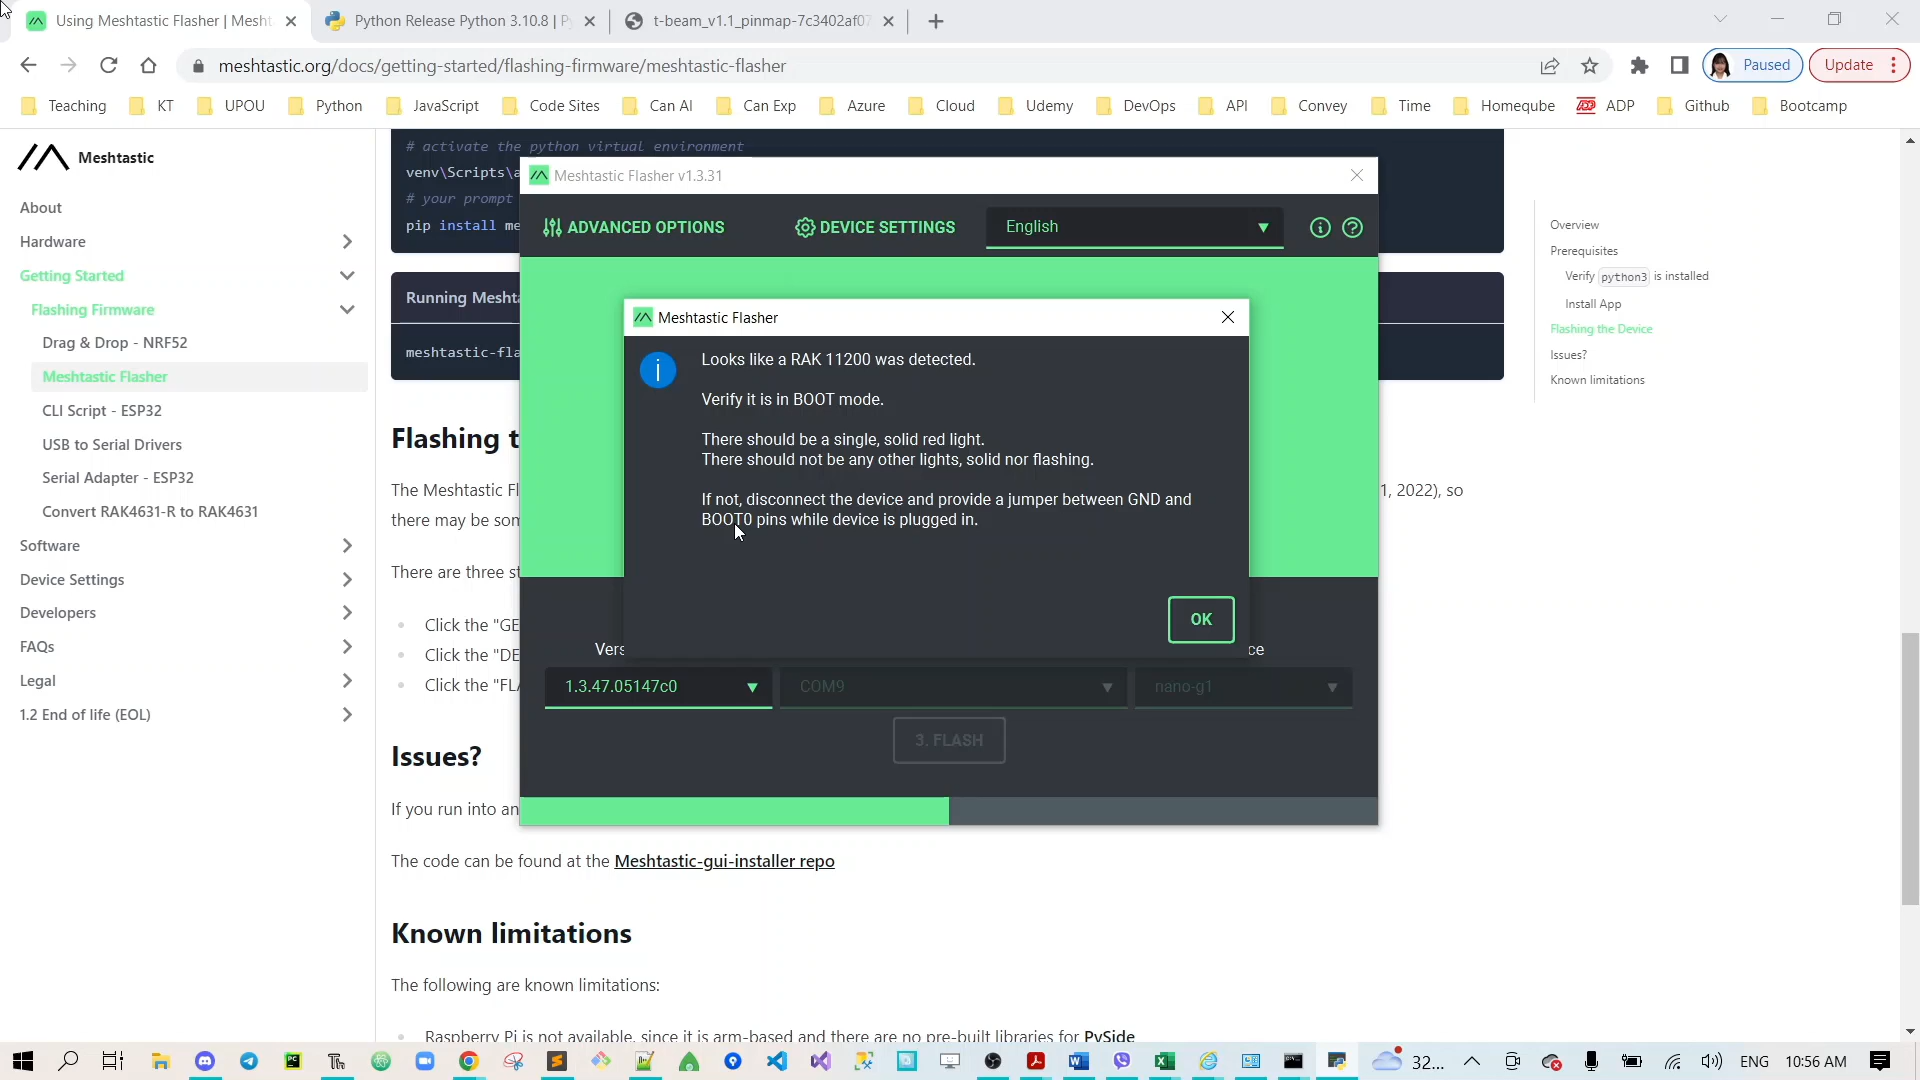 Using Meshtastic Flasher | Mesht
Python Release Python 3.10.8 | Py
t-beam_v1.1_pinmap-7c3402af07
meshtastic.org/docs/getting-started/flashing-firmware/meshtastic-flasher
Paused
Update
Teaching
KT
UPOU
Python
JavaScript
Code Sites
Can AI
Can Exp
Azure
Cloud
Udemy
DevOps
API
Convey
Time
Homeqube
ADP
ADP
Github
Bootcamp
Meshtastic
About
Hardware
Getting Started
Flashing Firmware
Drag & Drop - NRF52
Meshtastic Flasher
CLI Script - ESP32
USB to Serial Drivers
Serial Adapter - ESP32
Convert RAK4631-R to RAK4631
Software
Device Settings
Developers
FAQs
Legal
1.2 End of life (EOL)
# activate the python virtual environment
venv\Scripts\a
# your prompt
pip install me
Running Meshta
meshtastic-fla
Flashing t
The Meshtastic Fl
1, 2022), so
there may be som
There are three st
Click the "GE
Click the "DE
Click the "FLA
Issues?
If you run into an
The code can be found at the Meshtastic-gui-installer repo
Known limitations
The following are known limitations:
Raspberry Pi is not available, since it is arm-based and there are no pre-built libraries for PySide
Meshtastic Flasher v1.3.31
ADVANCED OPTIONS
DEVICE SETTINGS
English
Meshtastic Flasher
Looks like a RAK 11200 was detected.
Verify it is in BOOT mode.
There should be a single, solid red light.
There should not be any other lights, solid nor flashing.
If not, disconnect the device and provide a jumper between GND and
BOOT0 pins while device is plugged in.
OK
Vers
ce
1.3.47.05147c0
COM9
nano-g1
3. FLASH
Overview
Prerequisites
Verify python3 is installed
Install App
Flashing the Device
Issues?
Known limitations
32...
ENG
10:56 AM